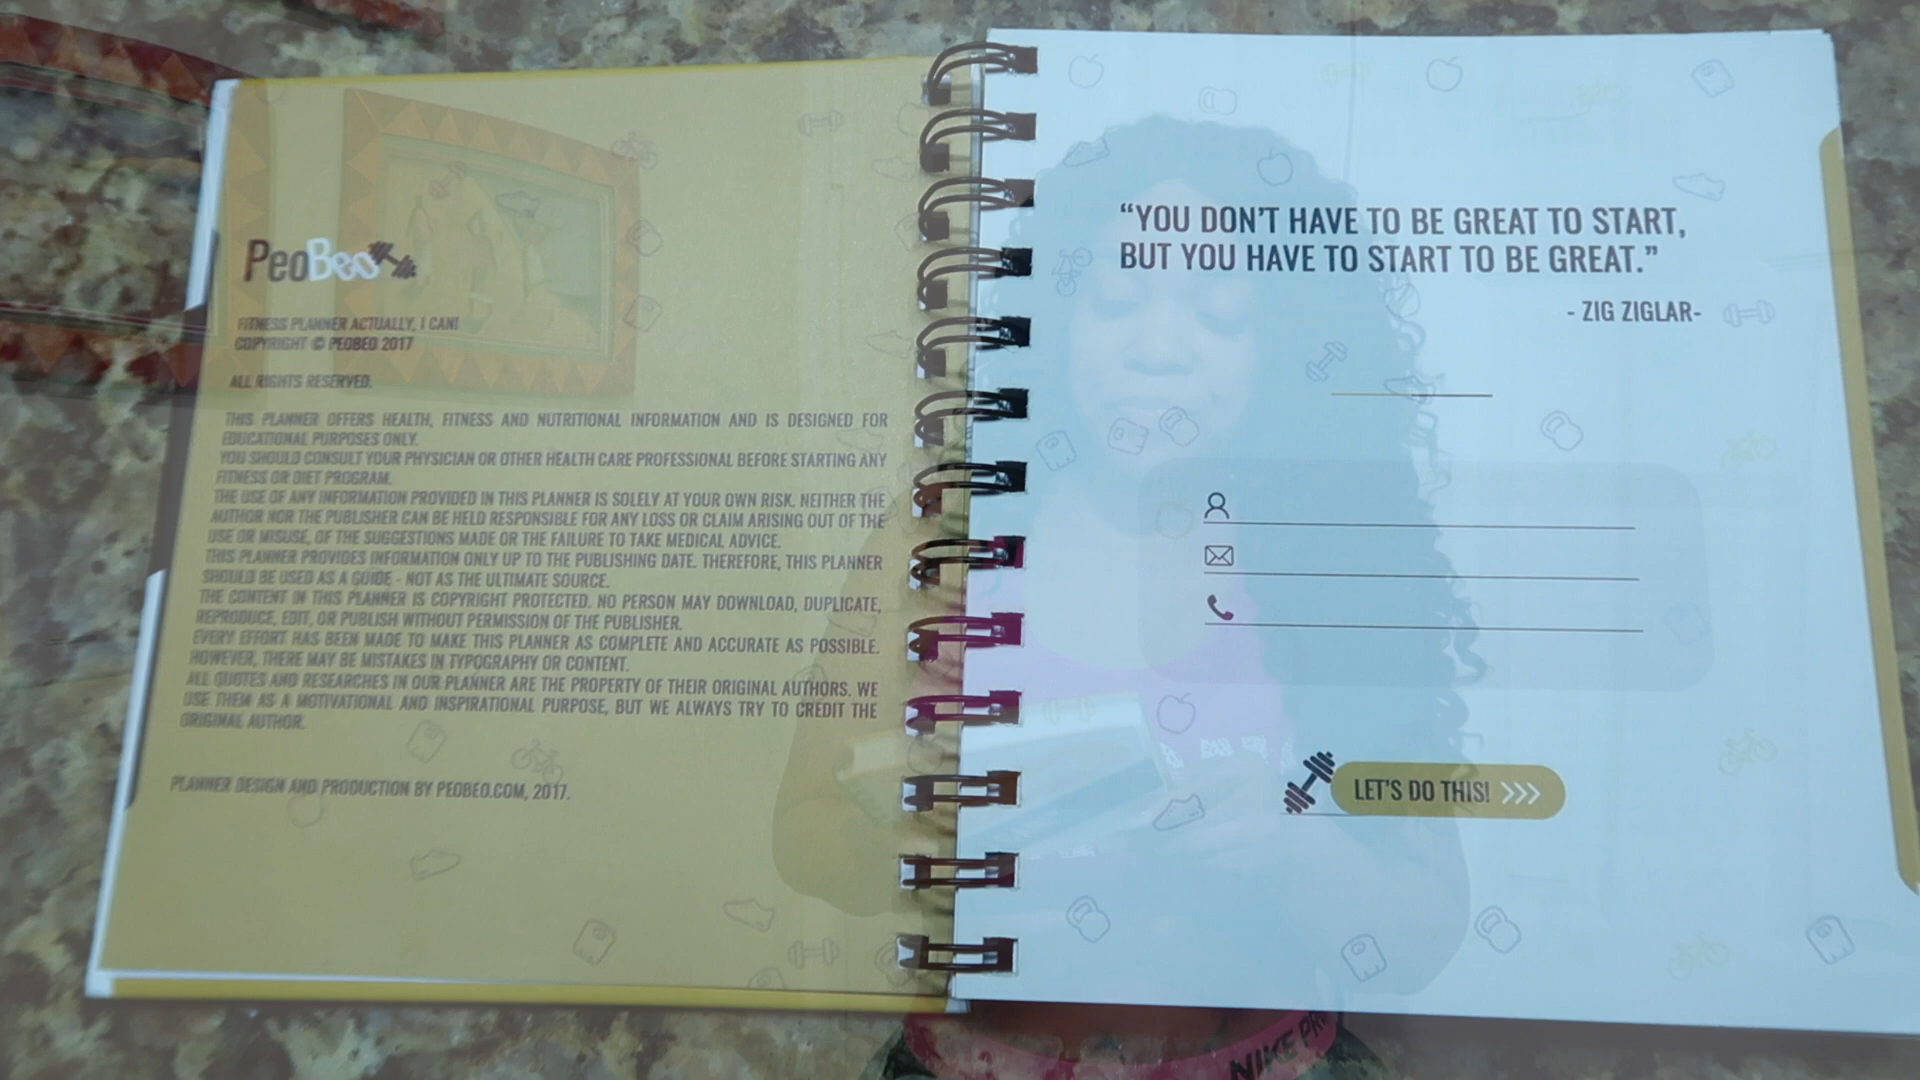 PeoBeo
FITNESS PLANNER ACTUALLY, I CAN!
COPYRIGHT © PEOBEO 2017
ALL RIGHTS RESERVED.
THIS PLANNER OFFERS HEALTH, FITNESS AND NUTRITIONAL INFORMATION AND IS DESIGNED FOR
EDUCATIONAL PURPOSES ONLY.
YOU SHOULD CONSULT YOUR PHYSICIAN OR OTHER HEALTH CARE PROFESSIONAL BEFORE STARTING ANY
FITNESS OR DIET PROGRAM.
THE USE OF ANY INFORMATION PROVIDED IN THIS PLANNER IS SOLELY AT YOUR OWN RISK. NEITHER THE
AUTHOR NOR THE PUBLISHER CAN BE HELD RESPONSIBLE FOR ANY LOSS OR CLAIM ARISING OUT OF THE
USE OR MISUSE, OF THE SUGGESTIONS MADE OR THE FAILURE TO TAKE MEDICAL ADVICE.
THIS PLANNER PROVIDES INFORMATION ONLY UP TO THE PUBLISHING DATE. THEREFORE, THIS PLANNER
SHOULD BE USED AS A GUIDE - NOT AS THE ULTIMATE SOURCE.
THE CONTENT IN THIS PLANNER IS COPYRIGHT PROTECTED. NO PERSON MAY DOWNLOAD, DUPLICATE,
REPRODUCE, EDIT, OR PUBLISH WITHOUT PERMISSION OF THE PUBLISHER.
EVERY EFFORT HAS BEEN MADE TO MAKE THIS PLANNER AS COMPLETE AND ACCURATE AS POSSIBLE.
HOWEVER, THERE MAY BE MISTAKES IN TYPOGRAPHY OR CONTENT.
ALL QUOTES AND RESEARCHES IN OUR PLANNER ARE THE PROPERTY OF THEIR ORIGINAL AUTHORS. WE
USE THEM AS A MOTIVATIONAL AND INSPIRATIONAL PURPOSE, BUT WE ALWAYS TRY TO CREDIT THE
ORIGINAL AUTHOR.
PLANNER DESIGN AND PRODUCTION BY PEOBEO.COM, 2017.
“YOU DON’T HAVE TO BE GREAT TO START,
BUT YOU HAVE TO START TO BE GREAT.”
- ZIG ZIGLAR-
LET’S DO THIS! >>>
NIKE PRO